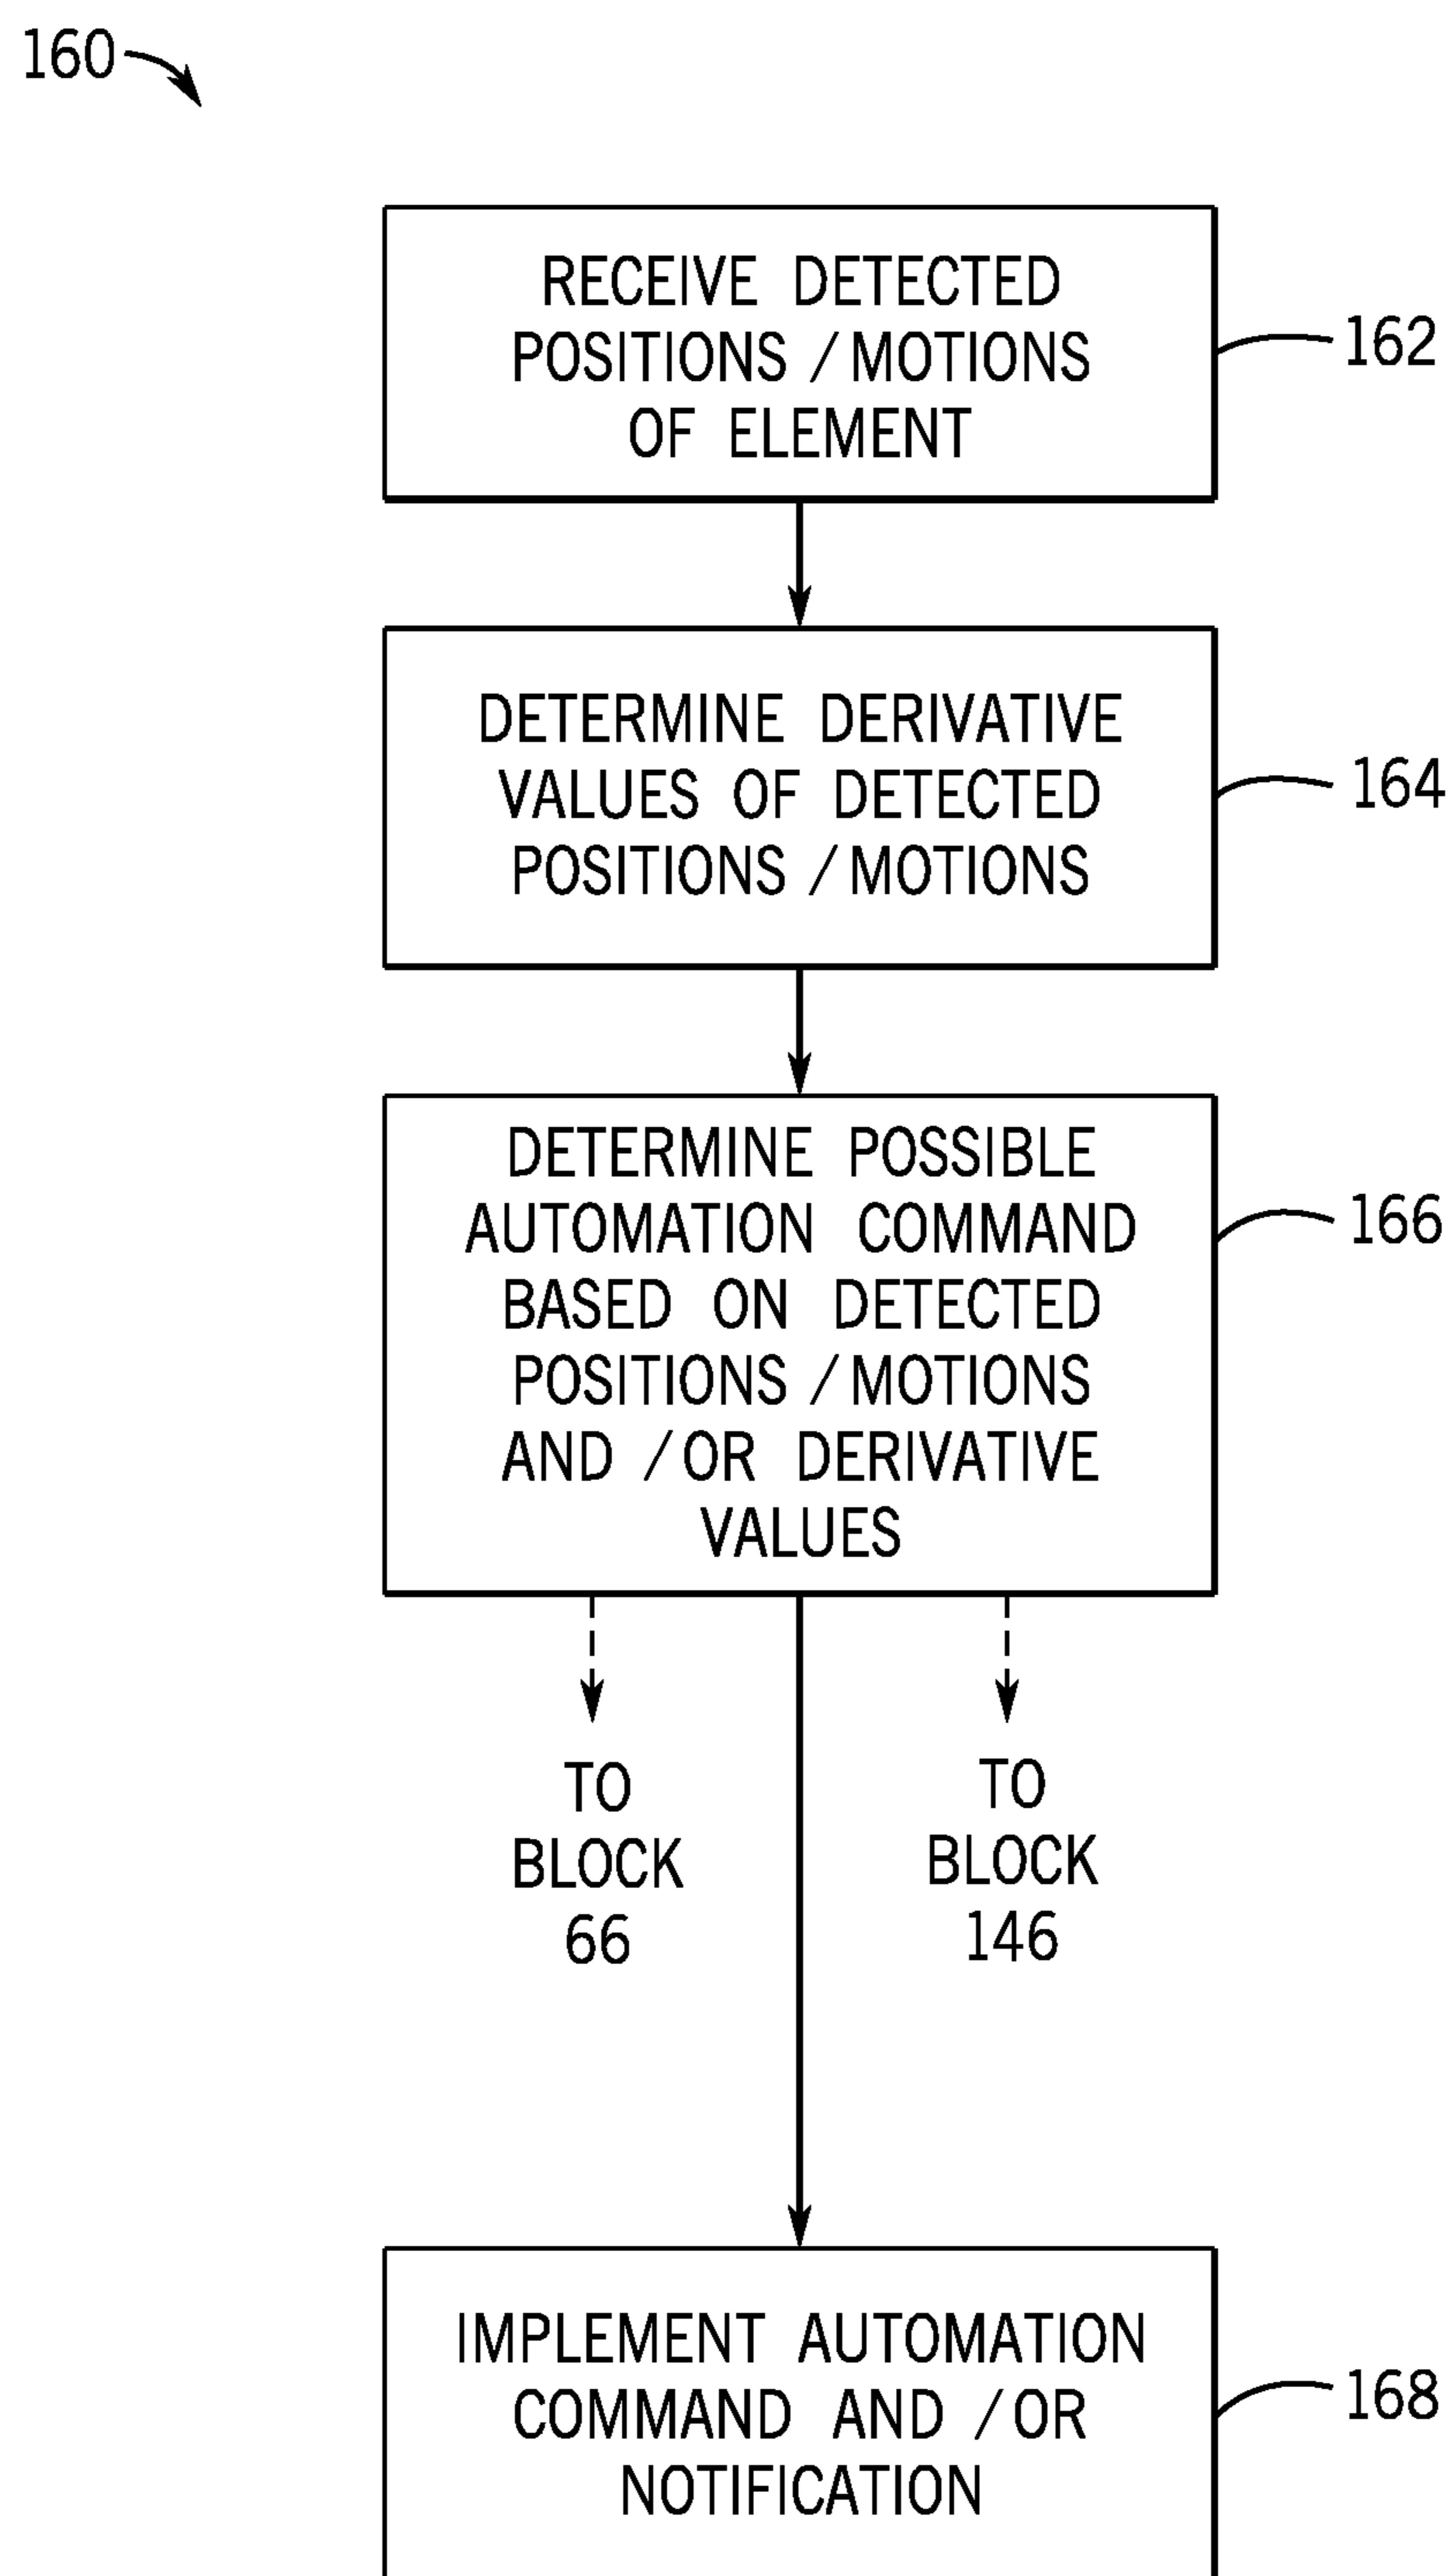 160
RECEIVE DETECTED
POSITIONS / MOTIONS
OF ELEMENT
162
DETERMINE DERIVATIVE
VALUES OF DETECTED
POSITIONS / MOTIONS
164
DETERMINE POSSIBLE
AUTOMATION COMMAND
BASED ON DETECTED
POSITIONS / MOTIONS
AND / OR DERIVATIVE
VALUES
166
TO
BLOCK
66
TO
BLOCK
146
IMPLEMENT AUTOMATION
COMMAND AND / OR
NOTIFICATION
168